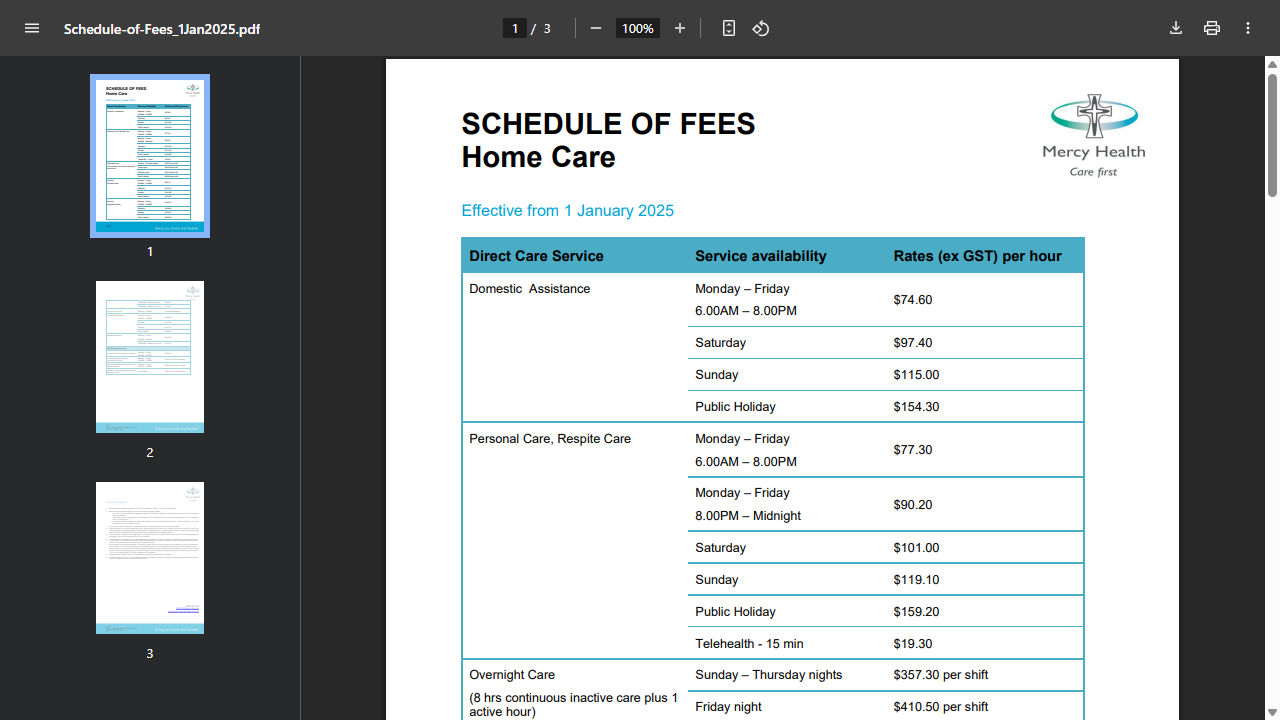 Schedule-of-Fees_1Jan2025.pdf
1 / 3
100%
1
2
3
SCHEDULE OF FEES
Home Care
Mercy Health
Care first
Effective from 1 January 2025
Direct Care Service Service availability Rates (ex GST) per hour
Domestic Assistance
Monday – Friday
6.00AM – 8.00PM
$74.60
Saturday $97.40
Sunday $115.00
Public Holiday $154.30
Personal Care, Respite Care
Monday – Friday
6.00AM – 8.00PM
$77.30
Monday – Friday
8.00PM – Midnight
$90.20
Saturday $101.00
Sunday $119.10
Public Holiday $159.20
Telehealth - 15 min $19.30
Overnight Care
(8 hrs continuous inactive care plus 1
active hour)
Sunday – Thursday nights $357.30 per shift
Friday night $410.50 per shift